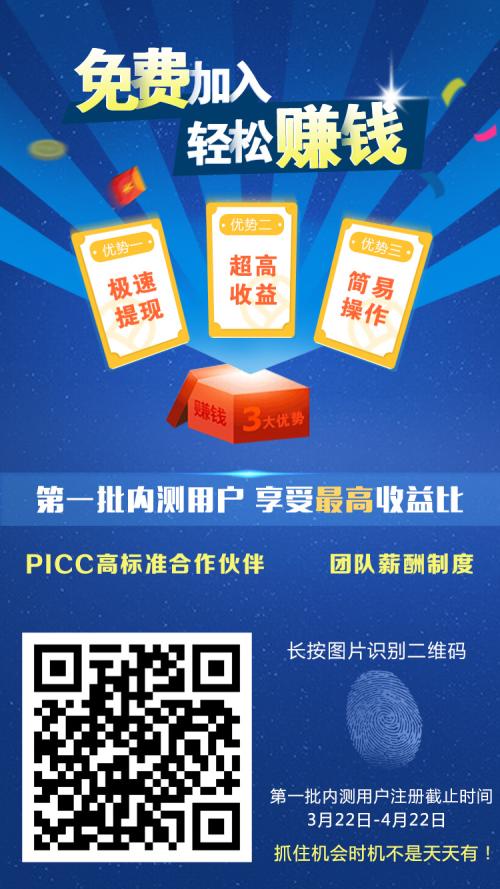 免费加入
轻松赚钱
优势一
极速
提现
优势二
超高
收益
优势三
简易
操作
赚钱
3大优势
第一批内测用户 享受最高收益比
PICC高标准合作伙伴
团队薪酬制度
长按图片识别二维码
第一批内测用户注册截止时间
3月22日-4月22日
抓住机会时机不是天天有！